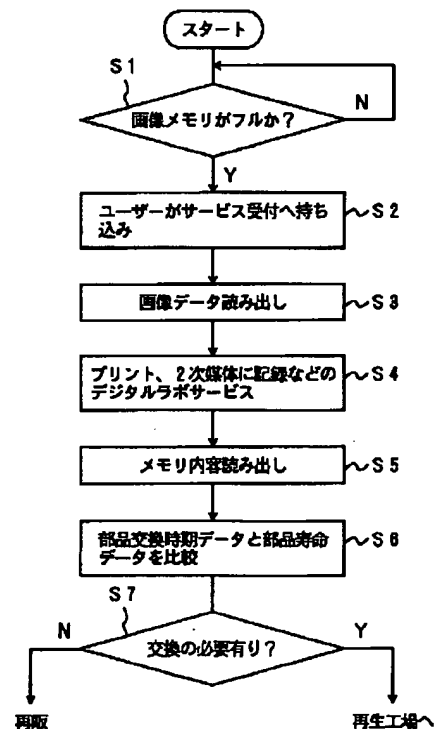 スタート
S1
画像メモリがフルか?
N
Y
ユーザーがサービス受付へ持ち
込み
S2
画像データ読み出し
S3
プリント、2次媒体に記録などの
デジタルラボサービス
S4
メモリ内容読み出し
S5
部品交換時期データと部品寿命
データを比較
S6
S7
N
交換の必要有り?
Y
再販
再生工場へ